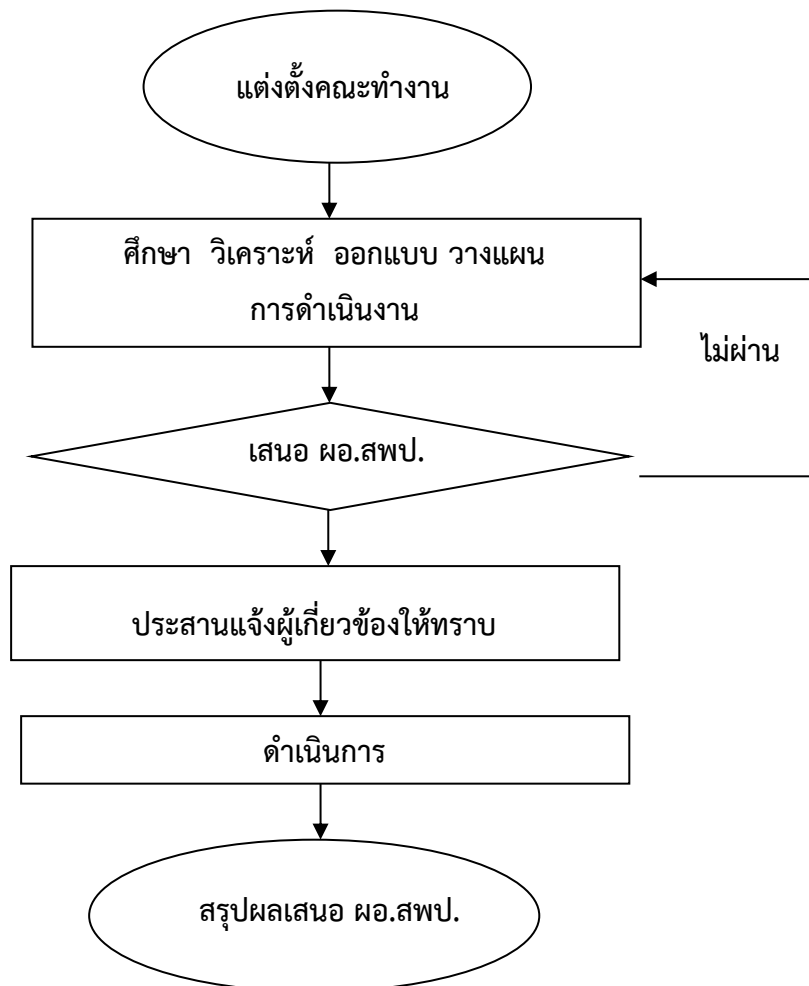 แต่งตั้งคณะทำงาน
ศึกษา วิเคราะห์ ออกแบบ วางแผน
การดำเนินงาน
ไม่ผ่าน
เสนอ ผอ.สพป.
ประสานแจ้งผู้เกี่ยวข้องให้ทราบ
ดำเนินการ
สรุปผลเสนอ ผอ.สพป.